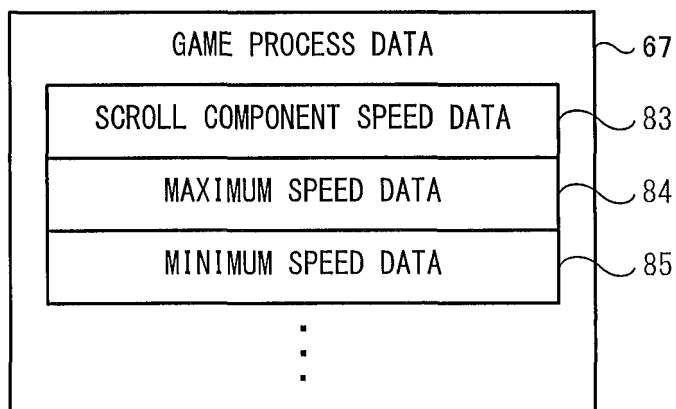 GAME PROCESS DATA 67
SCROLL COMPONENT SPEED DATA 83
MAXIMUM SPEED DATA 84
MINIMUM SPEED DATA 85